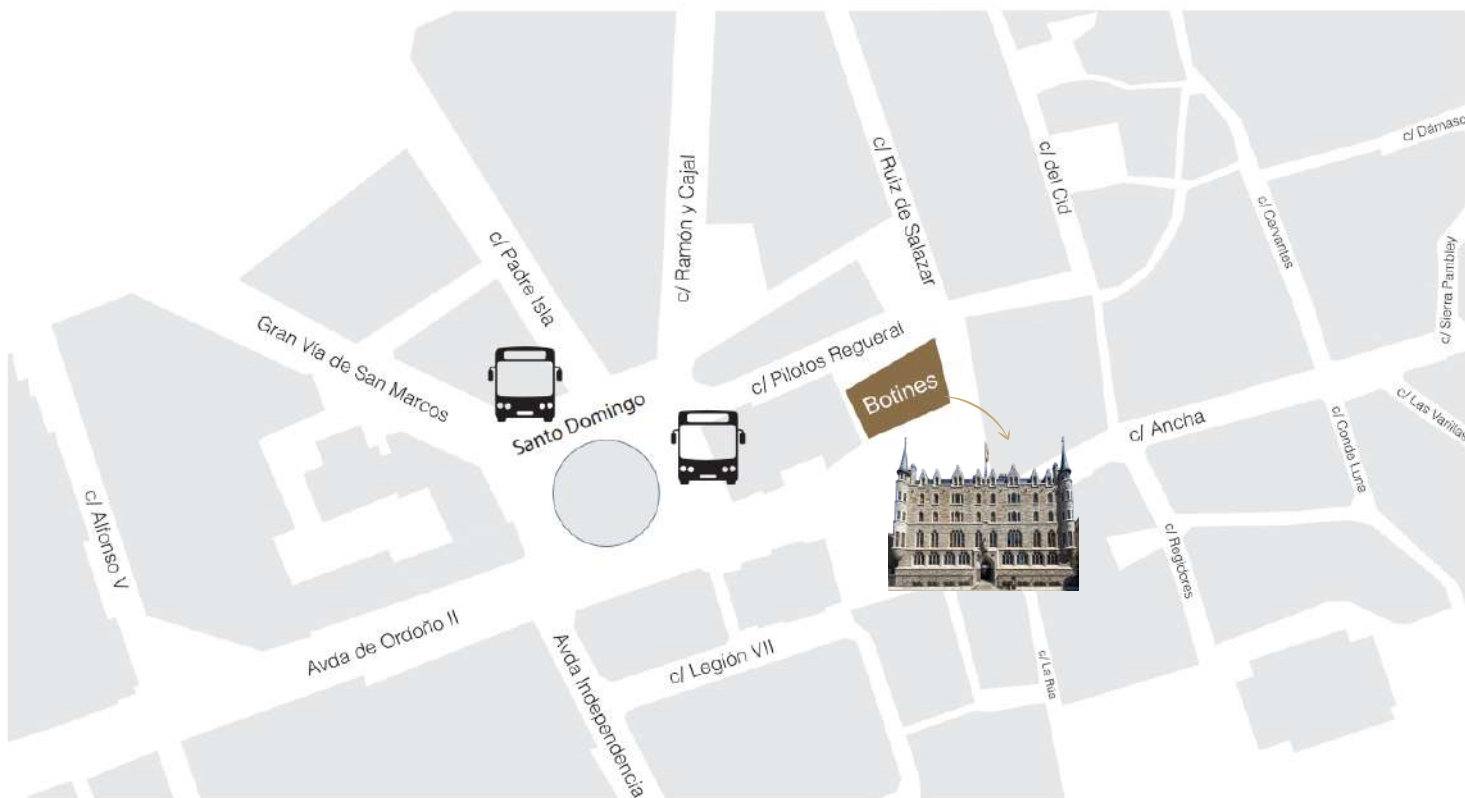 c/ Dámaso
c/ Ruiz de Salazar
c/ del Cid
c/ Ramón y Cajal
c/ Cervantes
c/ Padre Isla
c/ Sierra Pambley
Gran Vía de San Marcos
c/ Pilotos Regueral
Botines
Santo Domingo
c/ Ancha
c/ Las Varillas
c/ Conde Luna
c/ Alfonso V
c/ Regidores
Avda de Ordoño II
c/ Legión VII
Avda Independencia
c/ La Rúa